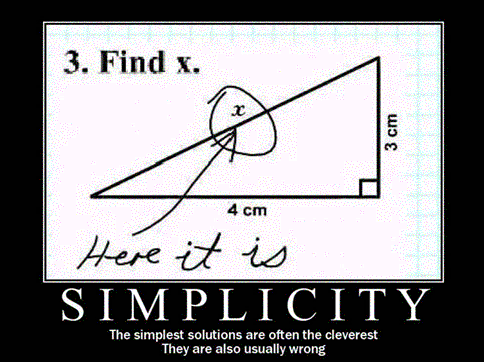 3. Find x.
x
3 cm
4 cm
Here it is
SIMPLICITY
The simplest solutions are often the cleverest
They are also usually wrong